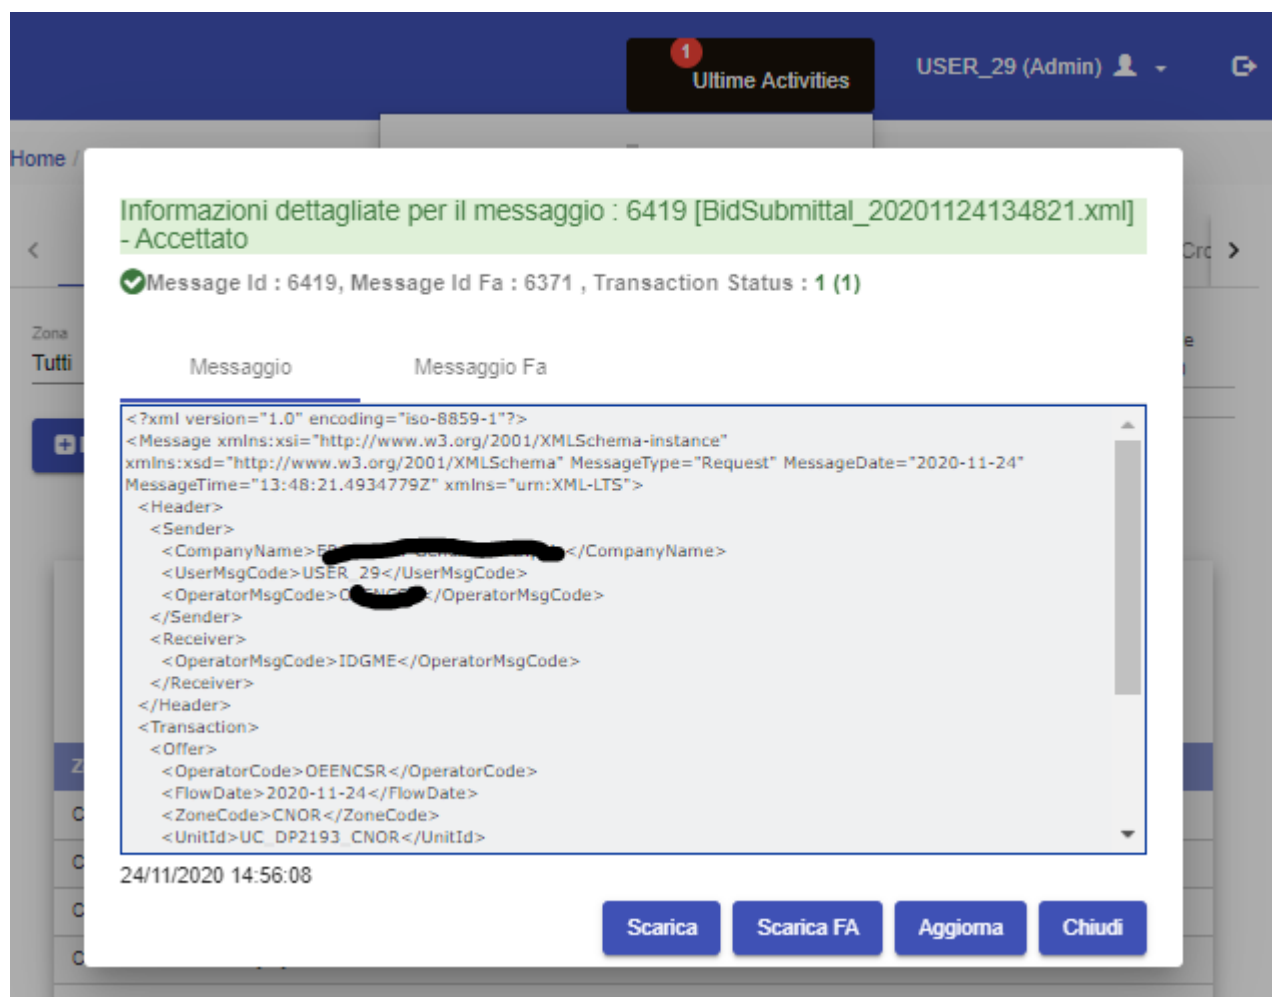 1
Ultime Activities
USER_29 (Admin)
Home /
Informazioni dettagliate per il messaggio : 6419 [BidSubmittal_20201124134821.xml]
- Accettato
Message Id : 6419, Message Id Fa : 6371 , Transaction Status : 1 (1)
Zona
Tutti
Messaggio Messaggio Fa
<?xml version="1.0" encoding="iso-8859-1"?>
<Message xmlns:xsi="http://www.w3.org/2001/XMLSchema-instance"
xmlns:xsd="http://www.w3.org/2001/XMLSchema" MessageType="Request" MessageDate="2020-11-24"
MessageTime="13:48:21.4934779Z" xmlns="urn:XML-LTS">
<Header>
<Sender>
<CompanyName> </CompanyName>
<UserMsgCode>USER_29</UserMsgCode>
<OperatorMsgCode> </OperatorMsgCode>
</Sender>
<Receiver>
<OperatorMsgCode>IDGME</OperatorMsgCode>
</Receiver>
</Header>
<Transaction>
<Offer>
<OperatorCode>OEENCSR</OperatorCode>
<FlowDate>2020-11-24</FlowDate>
<ZoneCode>CNOR</ZoneCode>
<UnitId>UC_DP2193_CNOR</UnitId>
24/11/2020 14:56:08
Scarica Scarica FA Aggiorna Chiudi